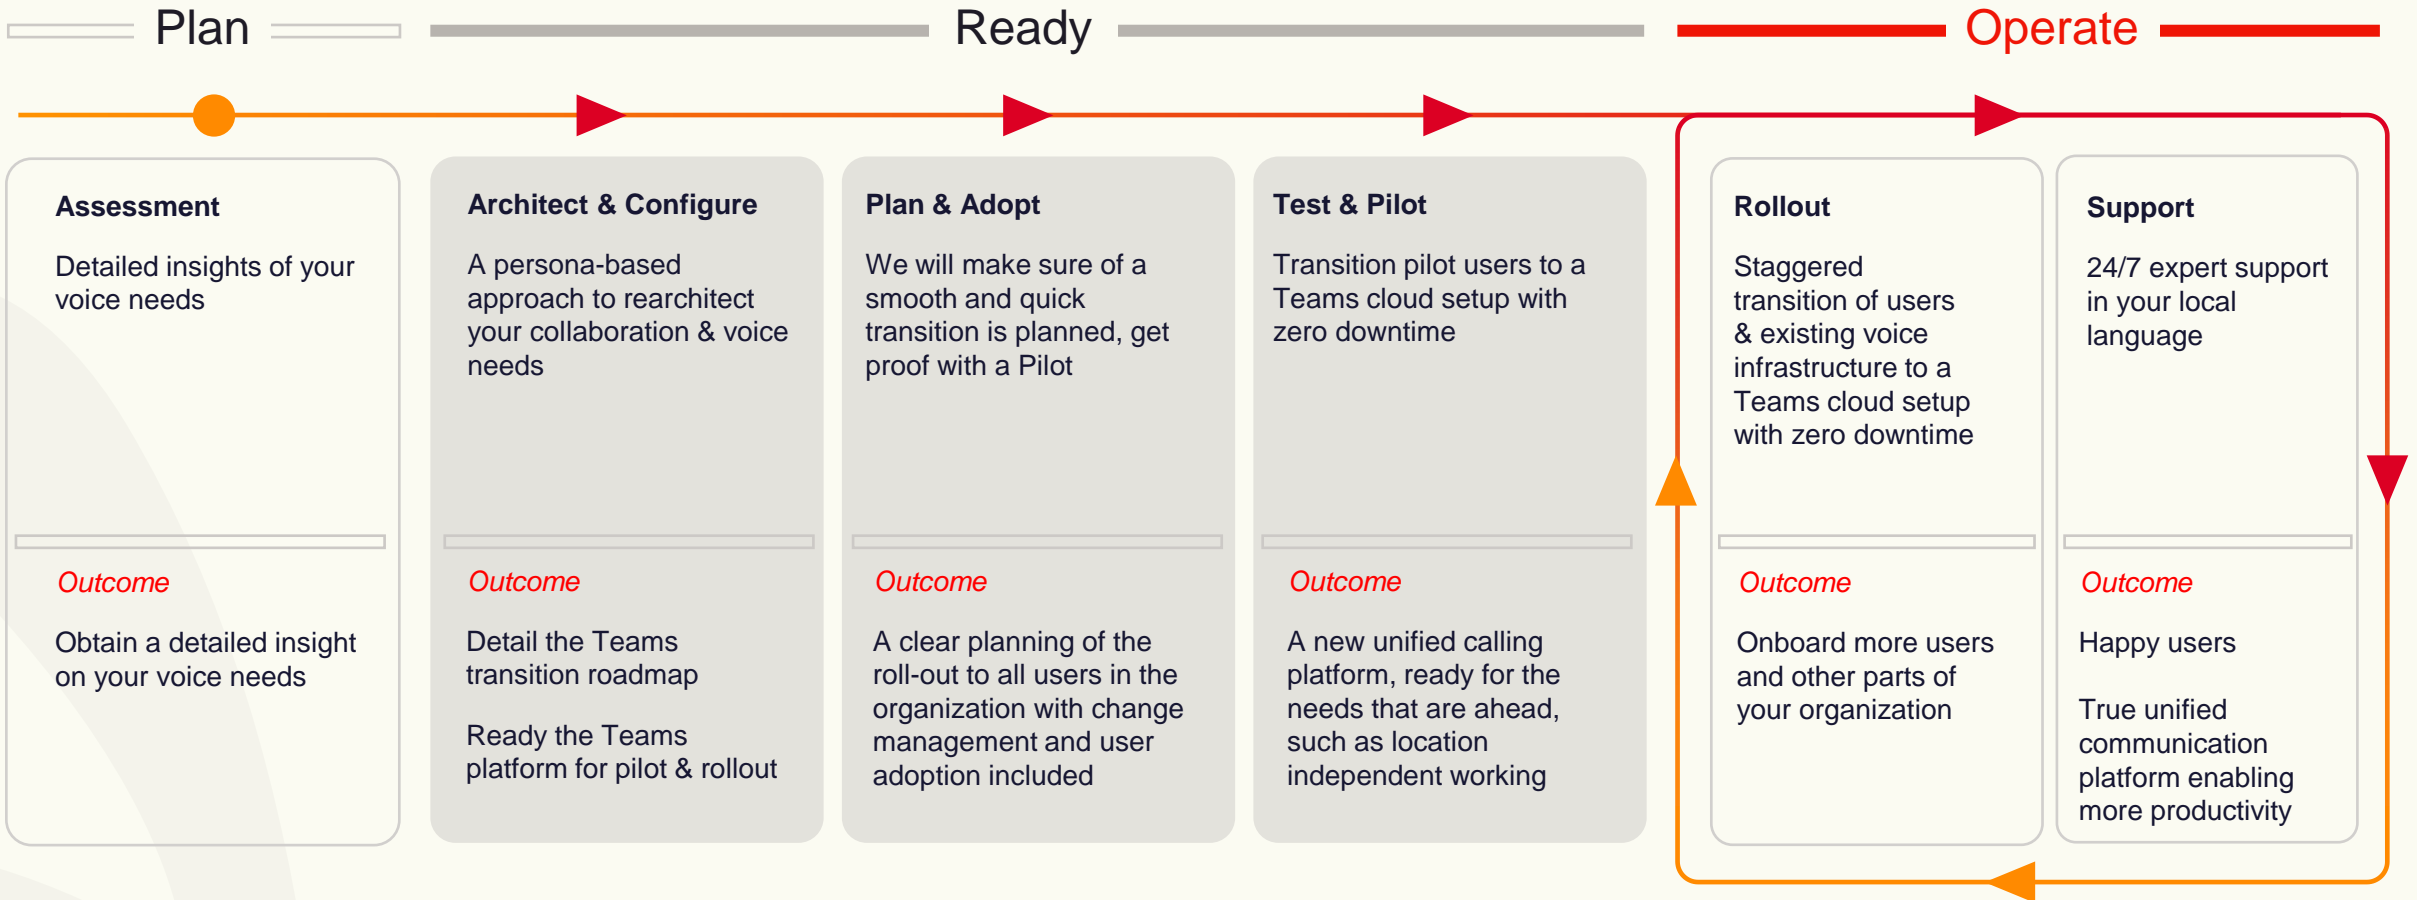 Plan
Ready
Operate
Assessment
Detailed insights of your
voice needs
Outcome
Obtain a detailed insight
on your voice needs
Architect & Configure
A persona-based
approach to rearchitect
your collaboration & voice
needs
Outcome
Detail the Teams
transition roadmap
Ready the Teams
platform for pilot & rollout
Plan & Adopt
We will make sure of a
smooth and quick
transition is planned, get
proof with a Pilot
Outcome
A clear planning of the
roll-out to all users in the
organization with change
management and user
adoption included
Test & Pilot
Transition pilot users to a
Teams cloud setup with
zero downtime
Outcome
A new unified calling
platform, ready for the
needs that are ahead,
such as location
independent working
Rollout
Staggered
transition of users
& existing voice
infrastructure to a
Teams cloud setup
with zero downtime
Outcome
Onboard more users
and other parts of
your organization
Support
24/7 expert support
in your local
language
Outcome
Happy users
True unified
communication
platform enabling
more productivity